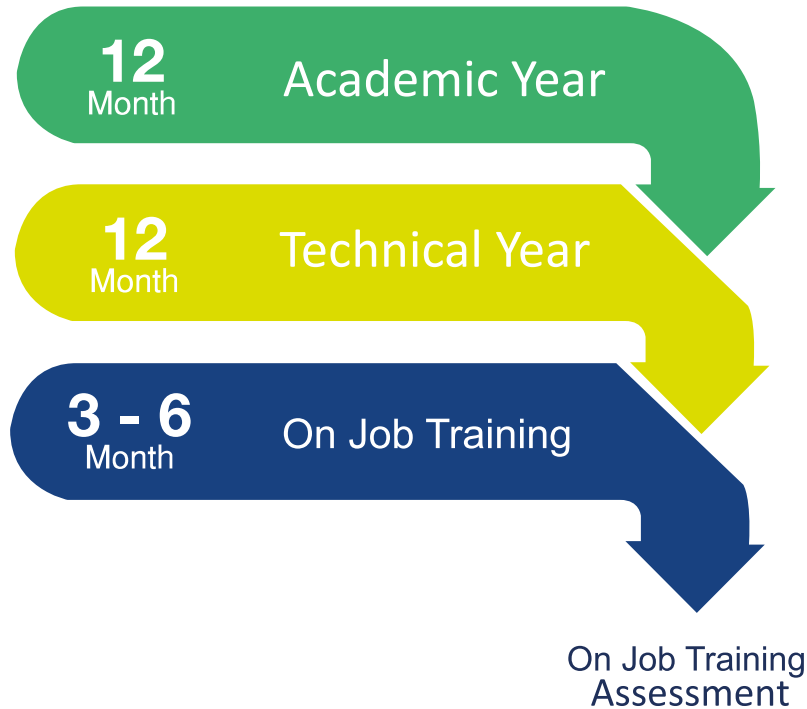 12
Month
Academic Year
12
Month
Technical Year
3 - 6
Month
On Job Training
On Job Training
Assessment